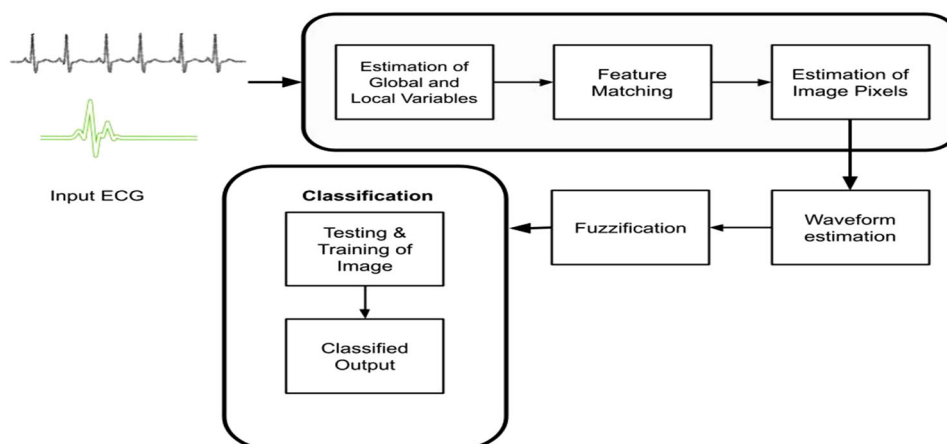 Estimation of
Global and
Local Variables
Feature
Matching
Estimation of
Image Pixels
Input ECG
Classification
Testing &
Training of
Image
Classified
Output
Fuzzification
Waveform
estimation